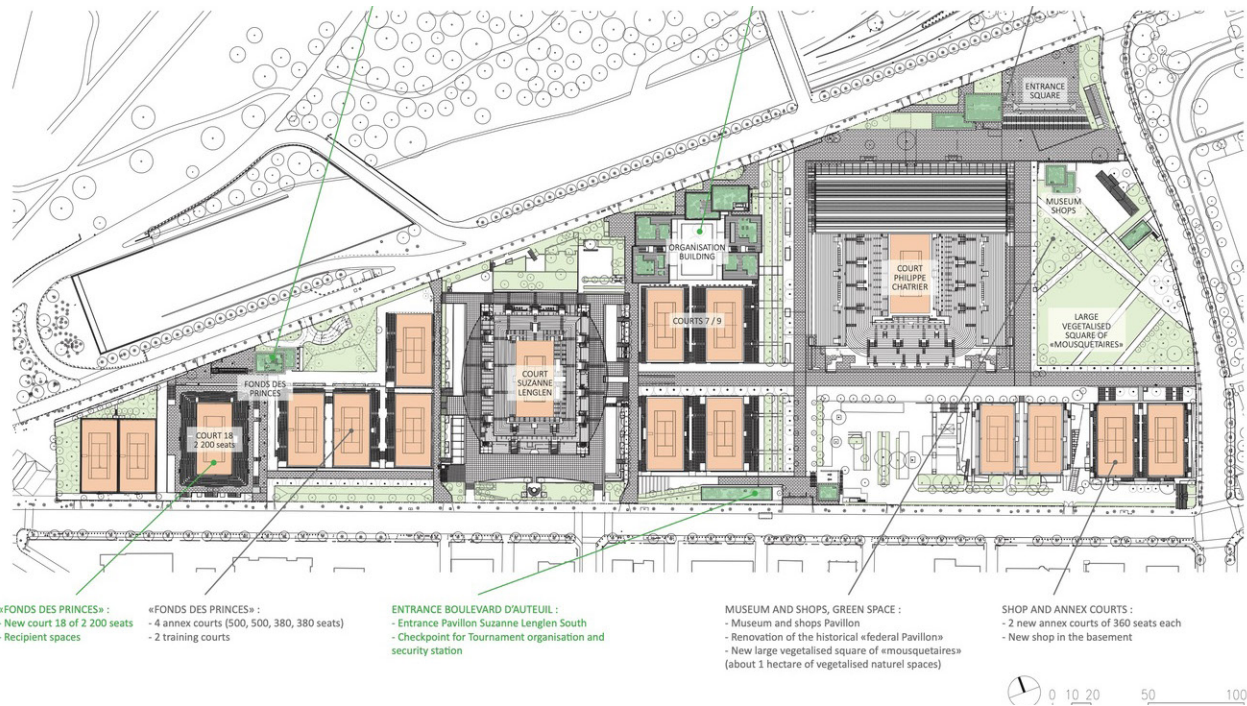 ENTRANCE
SQUARE
MUSEUM
SHOPS
ORGANISATION
BUILDING
COURT
PHILIPPE
CHATRIER
COURTS 7 / 9
LARGE
VEGETALISED
SQUARE OF
«MOUSQUETAIRES»
COURT
SUZANNE
LENGLEN
FONDS DES
PRINCES
COURT 18
2 200 seats
«FONDS DES PRINCES» :
- New court 18 of 2 200 seats
- Recipient spaces
«FONDS DES PRINCES» :
- 4 annex courts (500, 500, 380, 380 seats)
- 2 training courts
ENTRANCE BOULEVARD D'AUTEUIL :
- Entrance Pavillon Suzanne Lenglen South
- Checkpoint for Tournament organisation and
security station
MUSEUM AND SHOPS, GREEN SPACE :
- Museum and shops Pavillon
- Renovation of the historical «federal Pavillon»
- New large vegetalised square of «mousquetaires»
(about 1 hectare of vegetalised naturel spaces)
SHOP AND ANNEX COURTS :
- 2 new annex courts of 360 seats each
- New shop in the basement
0 10 20 50 100